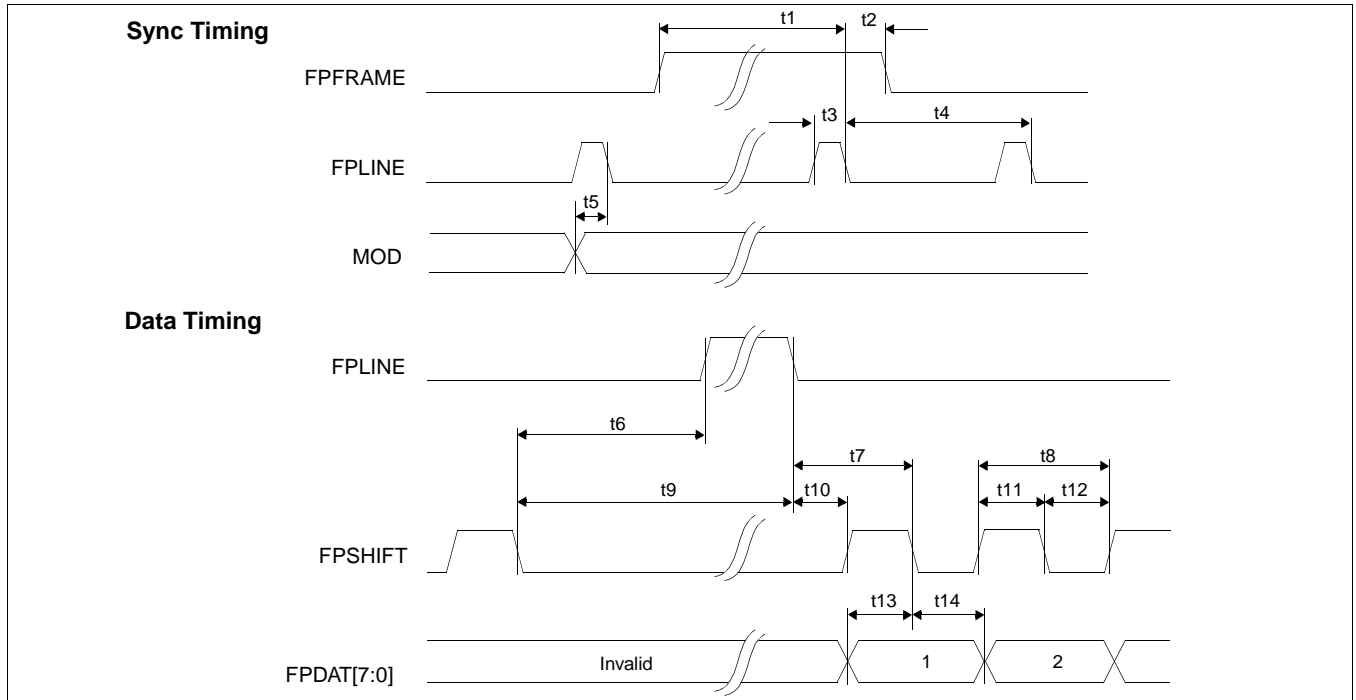 Sync Timing
t1
t2
FPFRAME
t3
t4
FPLINE
t5
MOD
Data Timing
FPLINE
t6
t7
t8
t9
t10
t11
t12
FPSHIFT
t13
t14
FPDAT[7:0]
Invalid
1
2